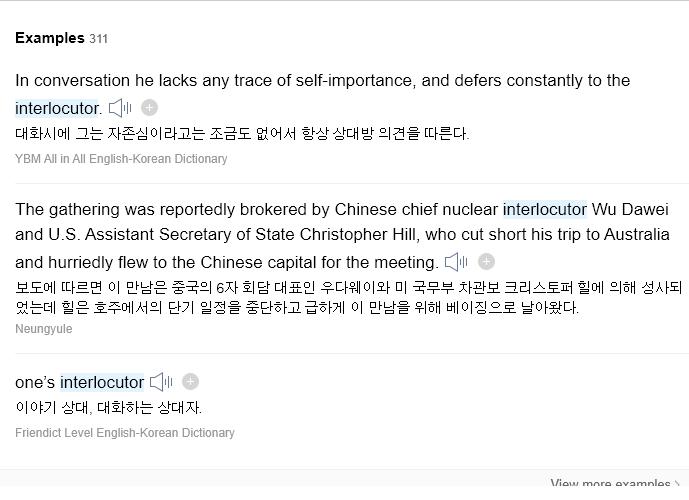 Examples 311
In conversation he lacks any trace of self-importance, and defers constantly to the
interlocutor.
대화시에 그는 자존심이라고는 조금도 없어서 항상 상대방 의견을 따른다.
YBM All in All English-Korean Dictionary
The gathering was reportedly brokered by Chinese chief nuclear interlocutor Wu Dawei
and U.S. Assistant Secretary of State Christopher Hill, who cut short his trip to Australia
and hurriedly flew to the Chinese capital for the meeting.
보도에 따르면 이 만남은 중국의 6자 회담 대표인 우다웨이와 미 국무부 차관보 크리스토퍼 힐에 의해 성사되
었는데 힐은 호주에서의 단기 일정을 중단하고 급하게 이 만남을 위해 베이징으로 날아왔다.
Neungyule
one’s interlocutor
이야기 상대, 대화하는 상대자.
Friendict Level English-Korean Dictionary
View more examples